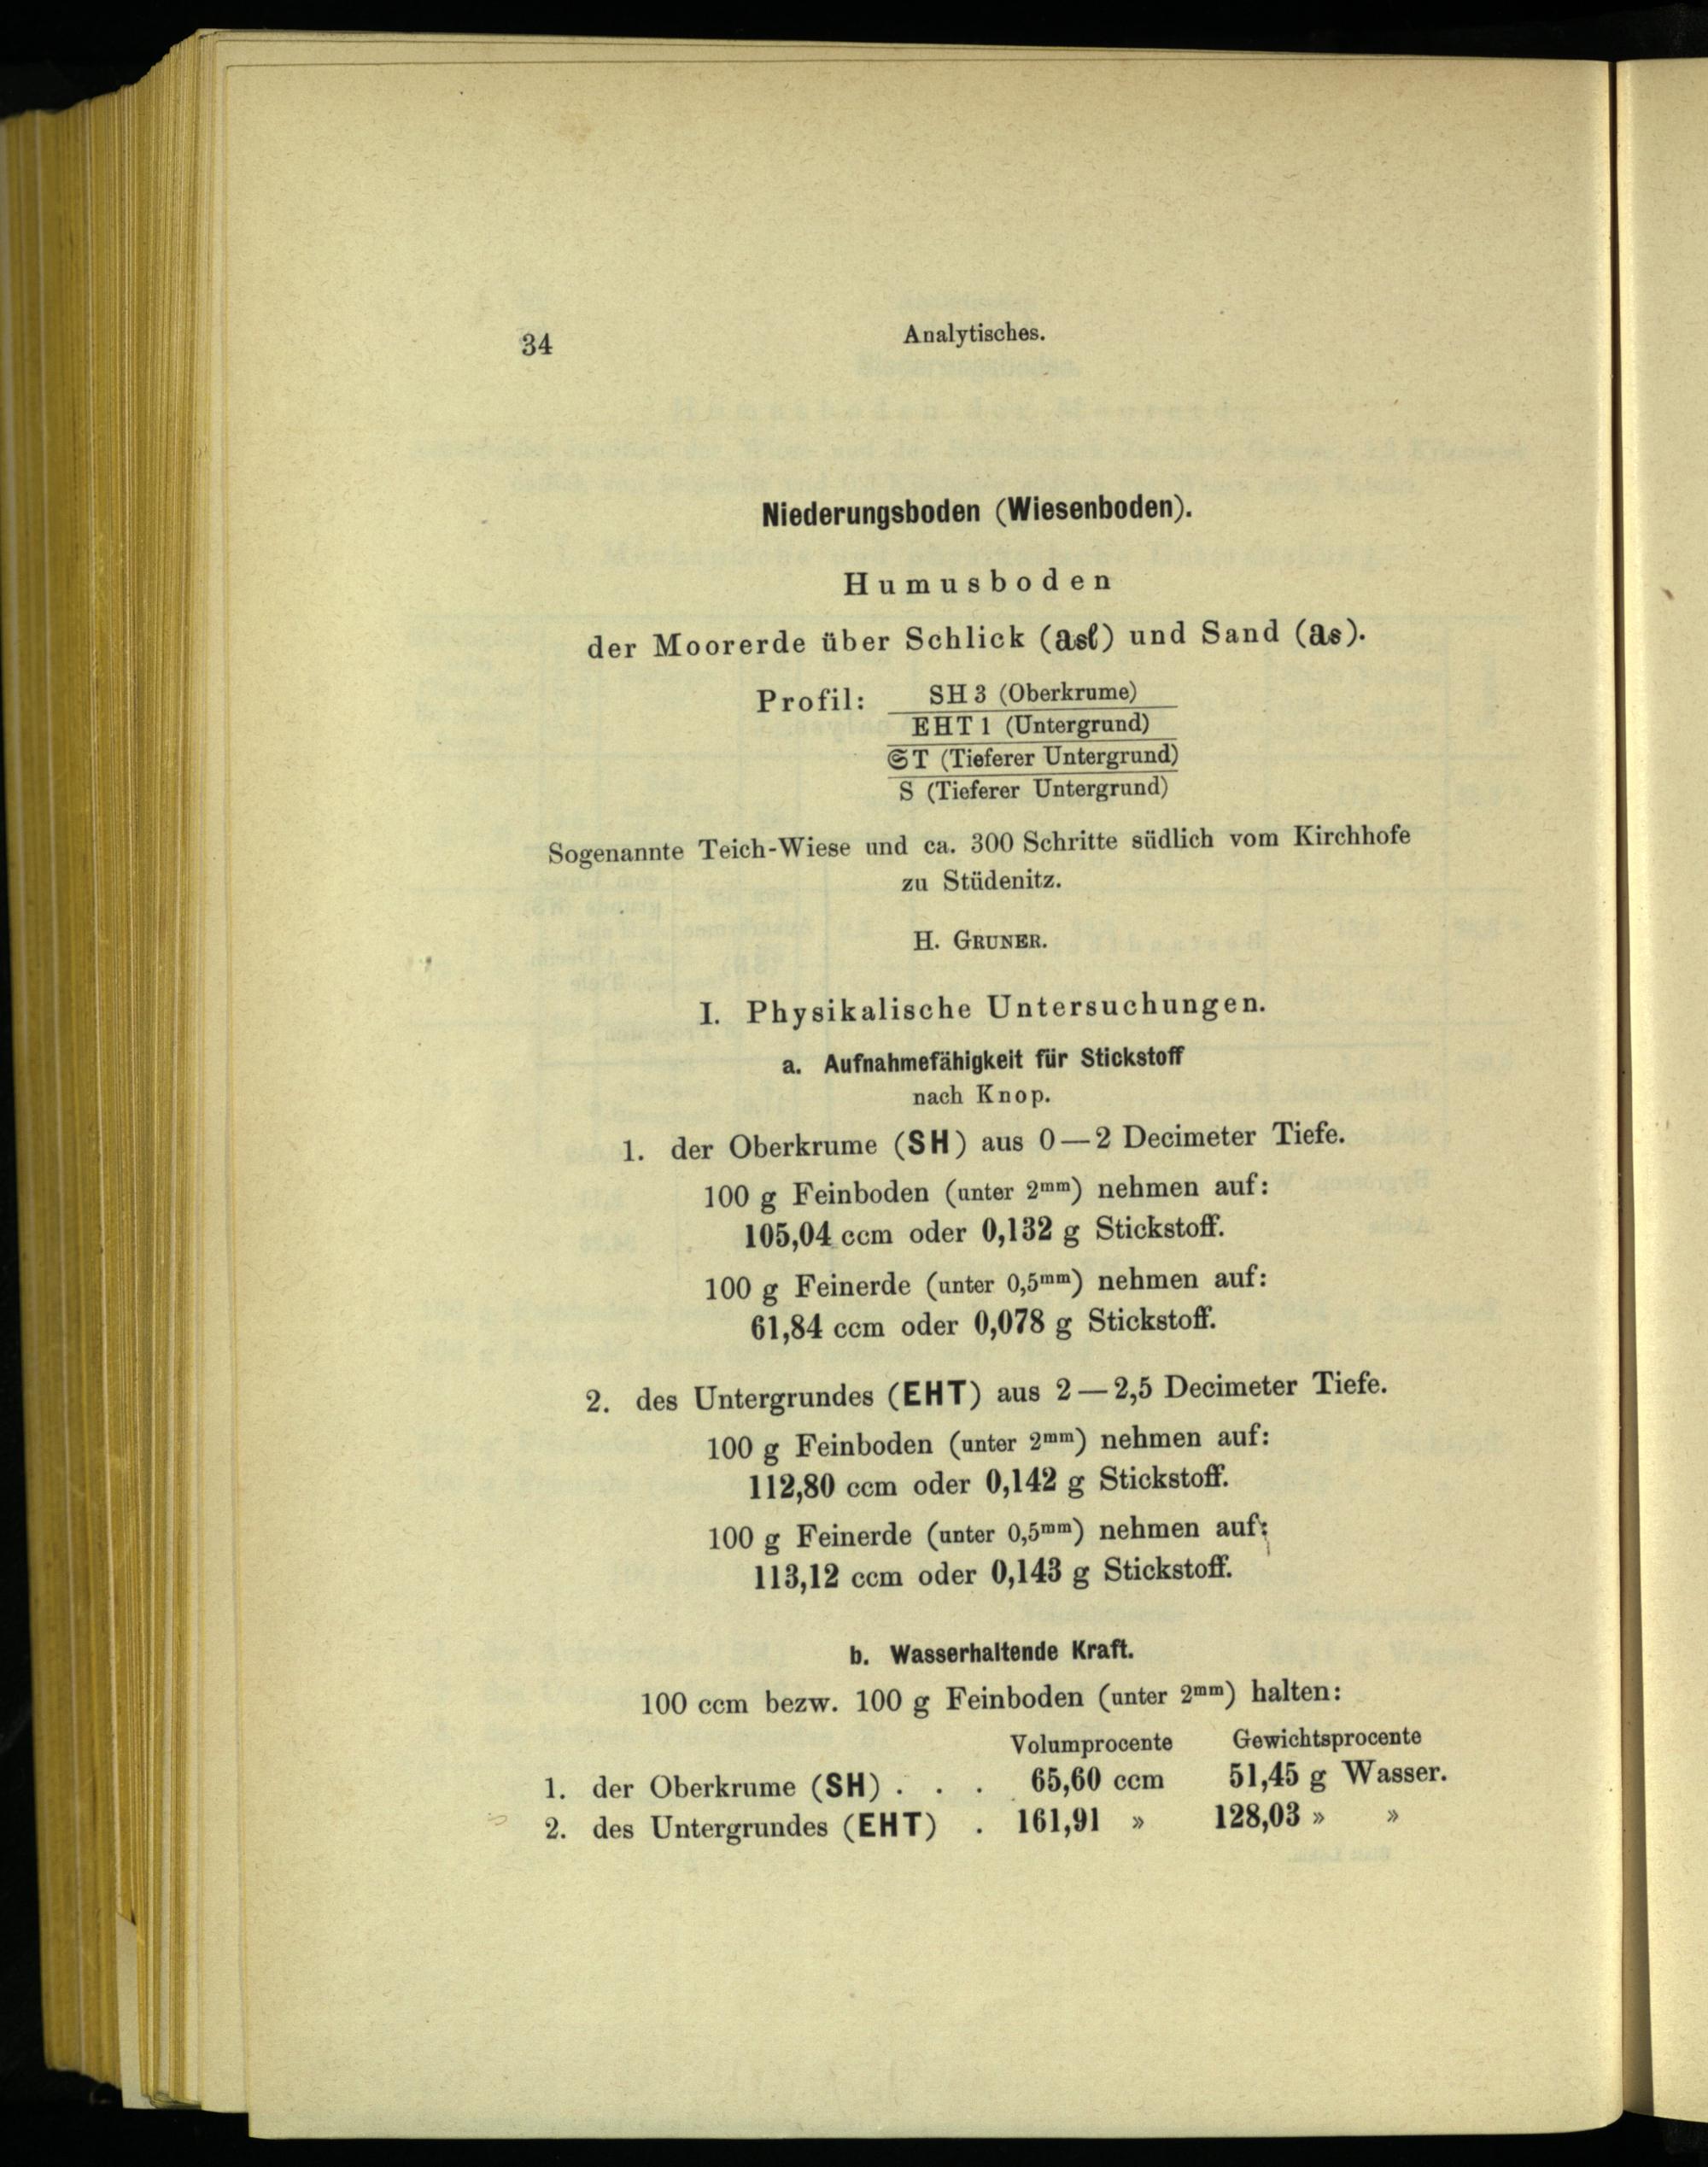 34
Analytisches.
Niederungsboden (Wiesenboden).
Humusboden
der Moorerde über Schlick (asl) und Sand (as).
Profil: SH 3 (Oberkrume)
EHT 1 (Untergrund)
ST (Tieferer Untergrund)
S (Tieferer Untergrund)
Sogenannte Teich-Wiese und ca. 300 Schritte südlich vom Kirchhofe
zu Stüdenitz.
H. GRUNER.
I. Physikalische Untersuchungen.
a. Aufnahmefähigkeit für Stickstoff
nach Knop.
1. der Oberkrume (SH) aus 0—2 Decimeter Tiefe.
100 g Feinboden (unter 2mm) nehmen auf:
105,04 ccm oder 0,132 g Stickstoff.
100 g Feinerde (unter 0,5mm) nehmen auf:
61,84 ccm oder 0,078 g Stickstoff.
2. des Untergrundes (EHT) aus 2—2,5 Decimeter Tiefe.
100 g Feinboden (unter 2mm) nehmen auf:
112,80 ccm oder 0,142 g Stickstoff.
100 g Feinerde (unter 0,5mm) nehmen auf:
113,12 ccm oder 0,143 g Stickstoff.
b. Wasserhaltende Kraft.
100 ccm bezw. 100 g Feinboden (unter 2mm) halten:
Volumprocente Gewichtsprocente
1. der Oberkrume (SH) . . . 65,60 ccm 51,45 g Wasser.
2. des Untergrundes (EHT) . 161,91 » 128,03 » »